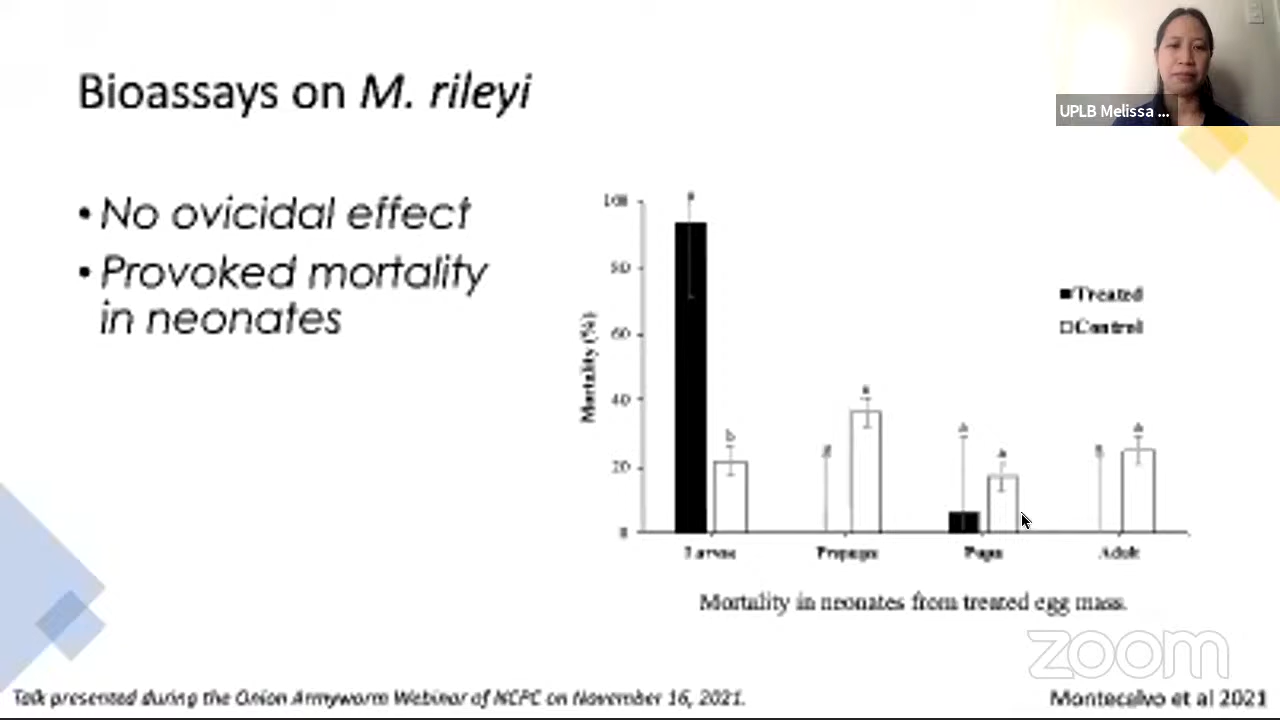 UPLB Melissa ...
Bioassays on M. rileyi
• No ovicidal effect
• Provoked mortality
in neonates
100
80
60
40
20
0
Mortality (%)
Treated
Control
b
a
a
Larvae
Prepupa
Pupa
Adult
Mortality in neonates from treated egg mass.
zoom
Talk presented during the Onion Armyworm Webinar of NCPC on November 16, 2021.
Montecalvo et al 2021